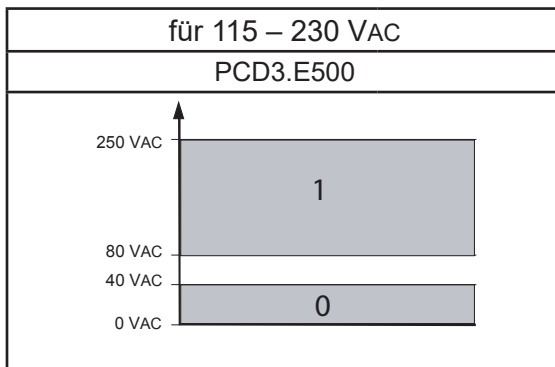 für 115 – 230 VAC
PCD3.E500
250 VAC
1
80 VAC
40 VAC
0
0 VAC